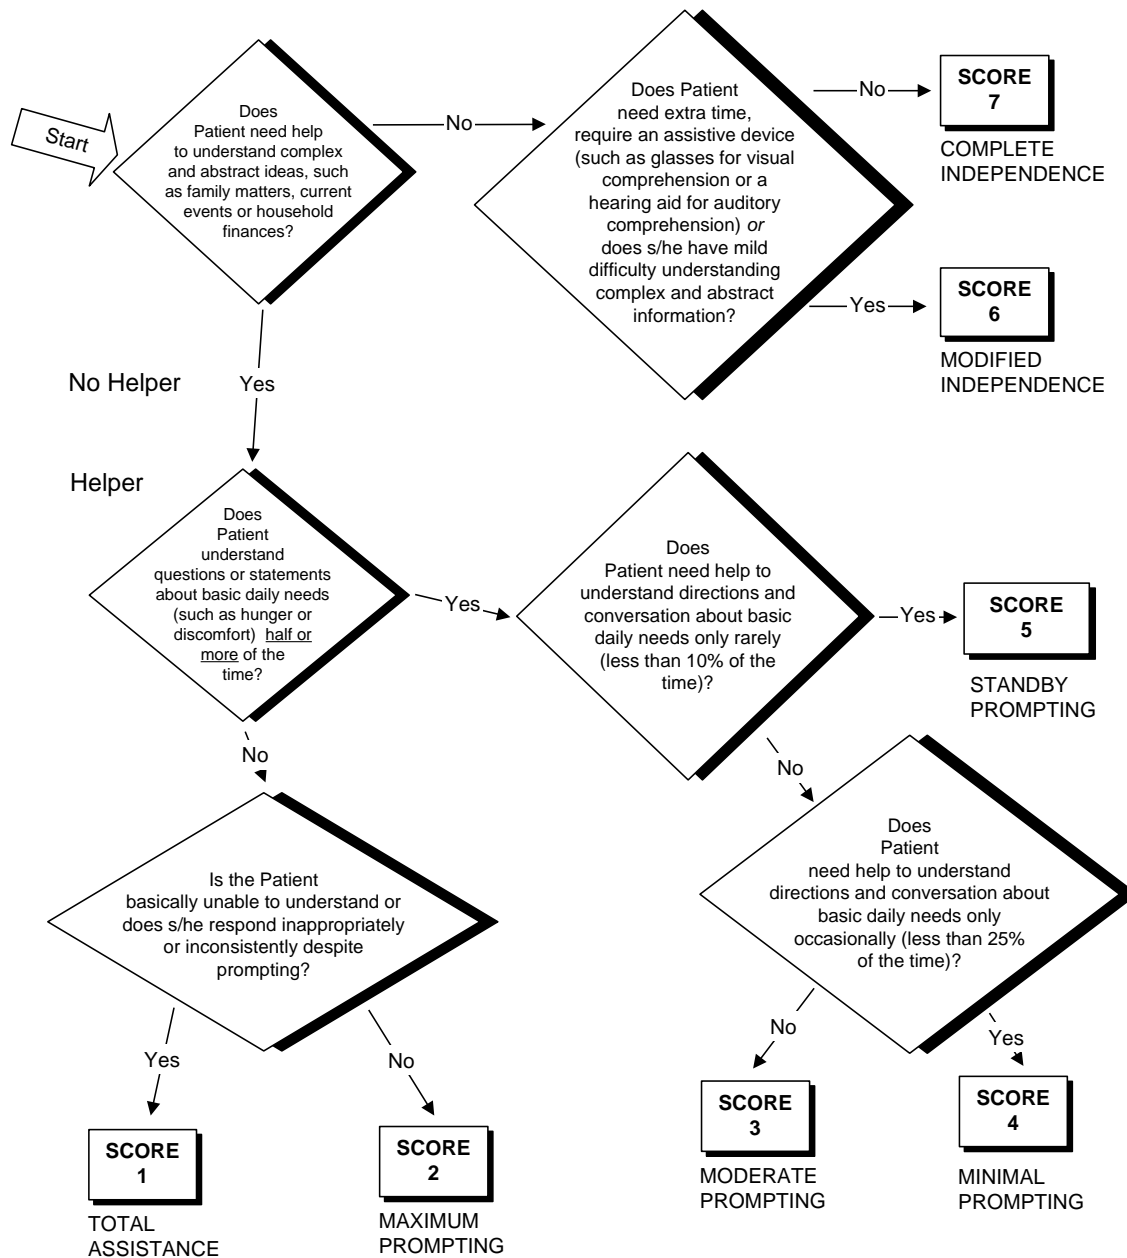 Start
Does
Patient need help
to understand complex
and abstract ideas, such
as family matters, current
events or household
finances?
No
Does Patient
need extra time,
require an assistive device
(such as glasses for visual
comprehension or a
hearing aid for auditory
comprehension) or
does s/he have mild
difficulty understanding
complex and abstract
information?
No
SCORE
7
COMPLETE
INDEPENDENCE
Yes
SCORE
6
MODIFIED
INDEPENDENCE
No Helper
Yes
Helper
Does
Patient
understand
questions or statements
about basic daily needs
(such as hunger or
discomfort) half or
more of the
time?
Yes
Does
Patient need help to
understand directions and
conversation about basic
daily needs only rarely
(less than 10% of the
time)?
Yes
SCORE
5
STANDBY
PROMPTING
No
No
Is the Patient
basically unable to understand or
does s/he respond inappropriately
or inconsistently despite
prompting?
Does
Patient
need help to understand
directions and conversation about
basic daily needs only
occasionally (less than 25%
of the time)?
Yes
No
No
Yes
SCORE
1
TOTAL
ASSISTANCE
SCORE
2
MAXIMUM
PROMPTING
SCORE
3
MODERATE
PROMPTING
SCORE
4
MINIMAL
PROMPTING